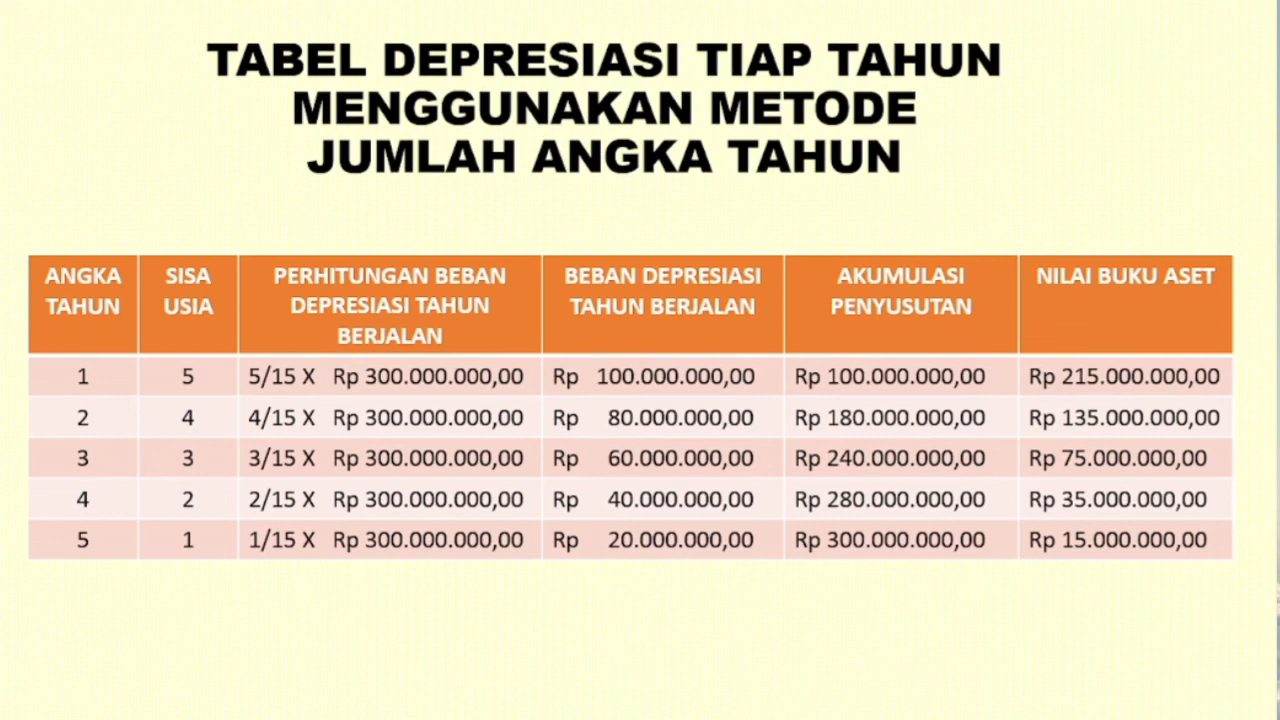 TABEL DEPRESIASI TIAP TAHUN
MENGGUNAKAN METODE
JUMLAH ANGKA TAHUN
ANGKA TAHUN SISA USIA PERHITUNGAN BEBAN DEPRESIASI TAHUN BERJALAN BEBAN DEPRESIASI TAHUN BERJALAN AKUMULASI PENYUSUTAN NILAI BUKU ASET
1 5 5/15 X Rp 300.000.000,00 Rp 100.000.000,00 Rp 100.000.000,00 Rp 215.000.000,00
2 4 4/15 X Rp 300.000.000,00 Rp 80.000.000,00 Rp 180.000.000,00 Rp 135.000.000,00
3 3 3/15 X Rp 300.000.000,00 Rp 60.000.000,00 Rp 240.000.000,00 Rp 75.000.000,00
4 2 2/15 X Rp 300.000.000,00 Rp 40.000.000,00 Rp 280.000.000,00 Rp 35.000.000,00
5 1 1/15 X Rp 300.000.000,00 Rp 20.000.000,00 Rp 300.000.000,00 Rp 15.000.000,00